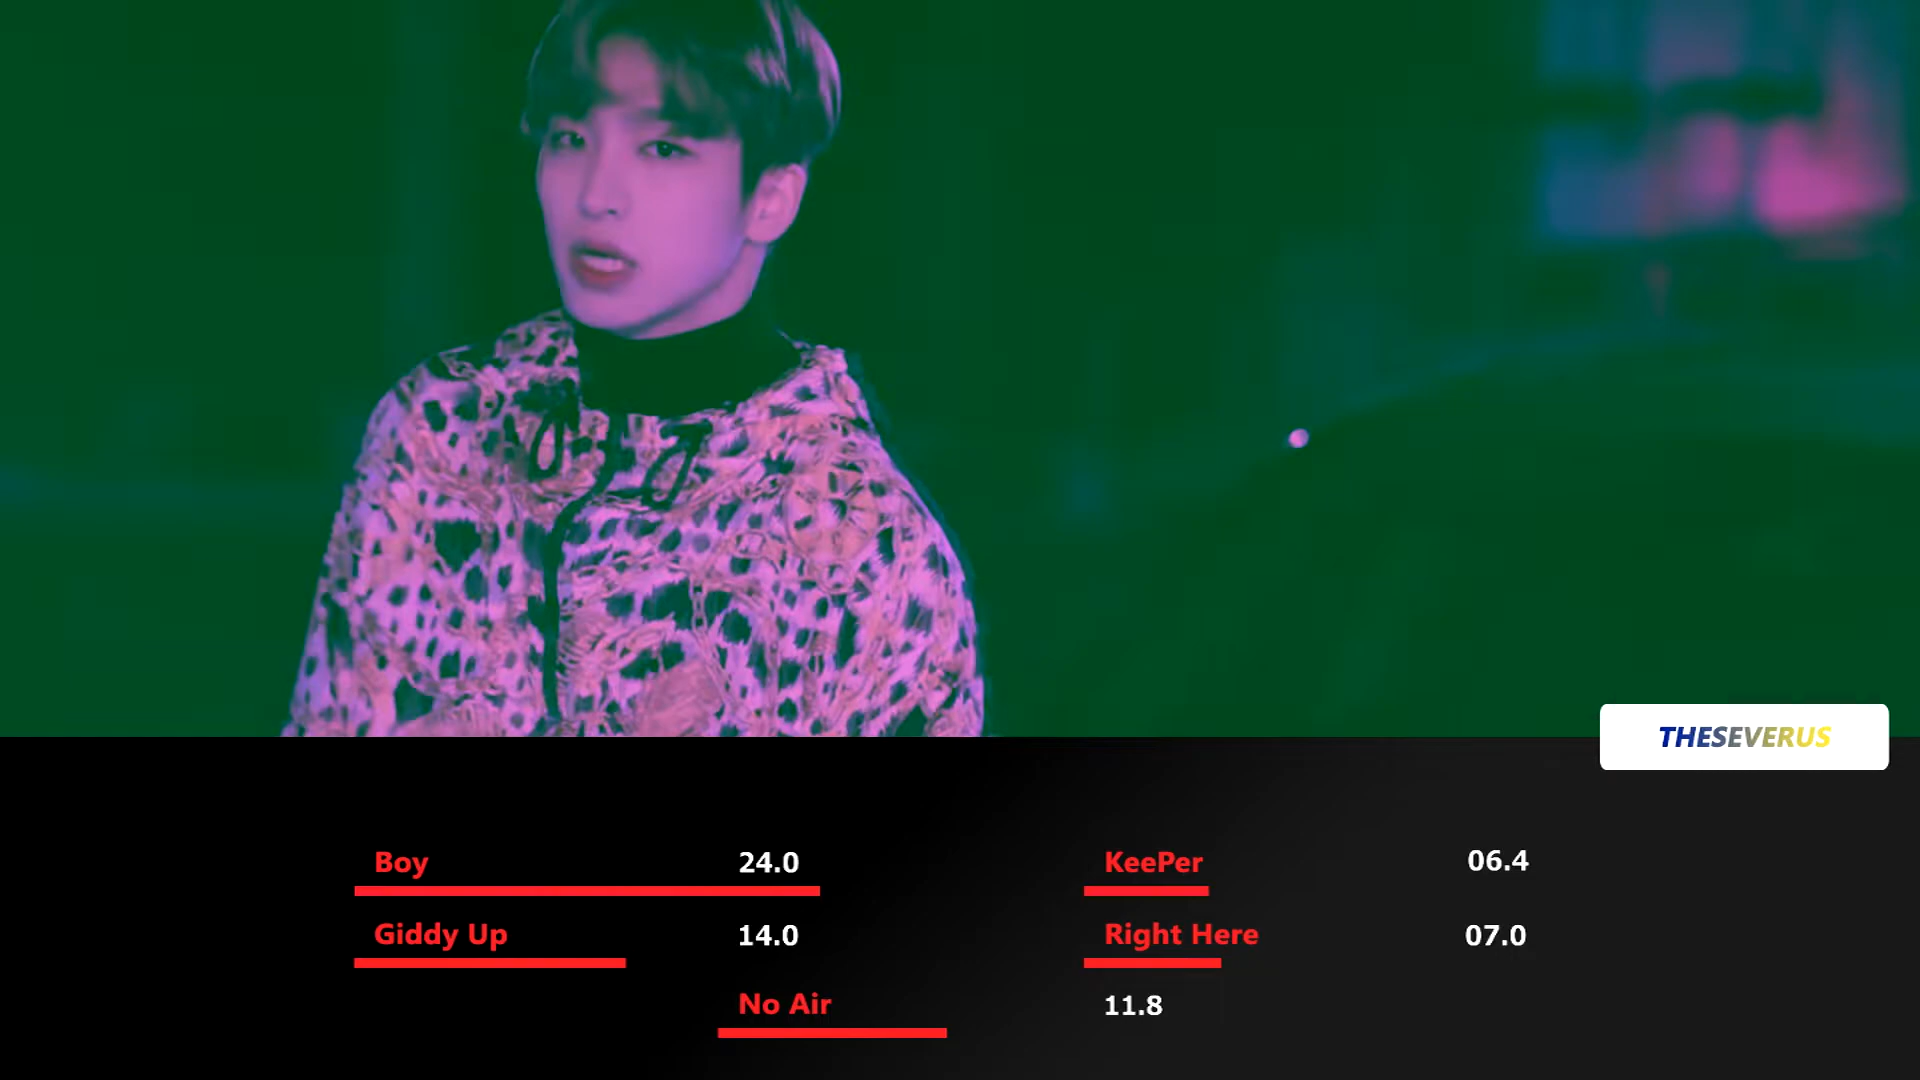 THESEVERUS
Boy 24.0
KeePer 06.4
Giddy Up 14.0
Right Here 07.0
No Air 11.8